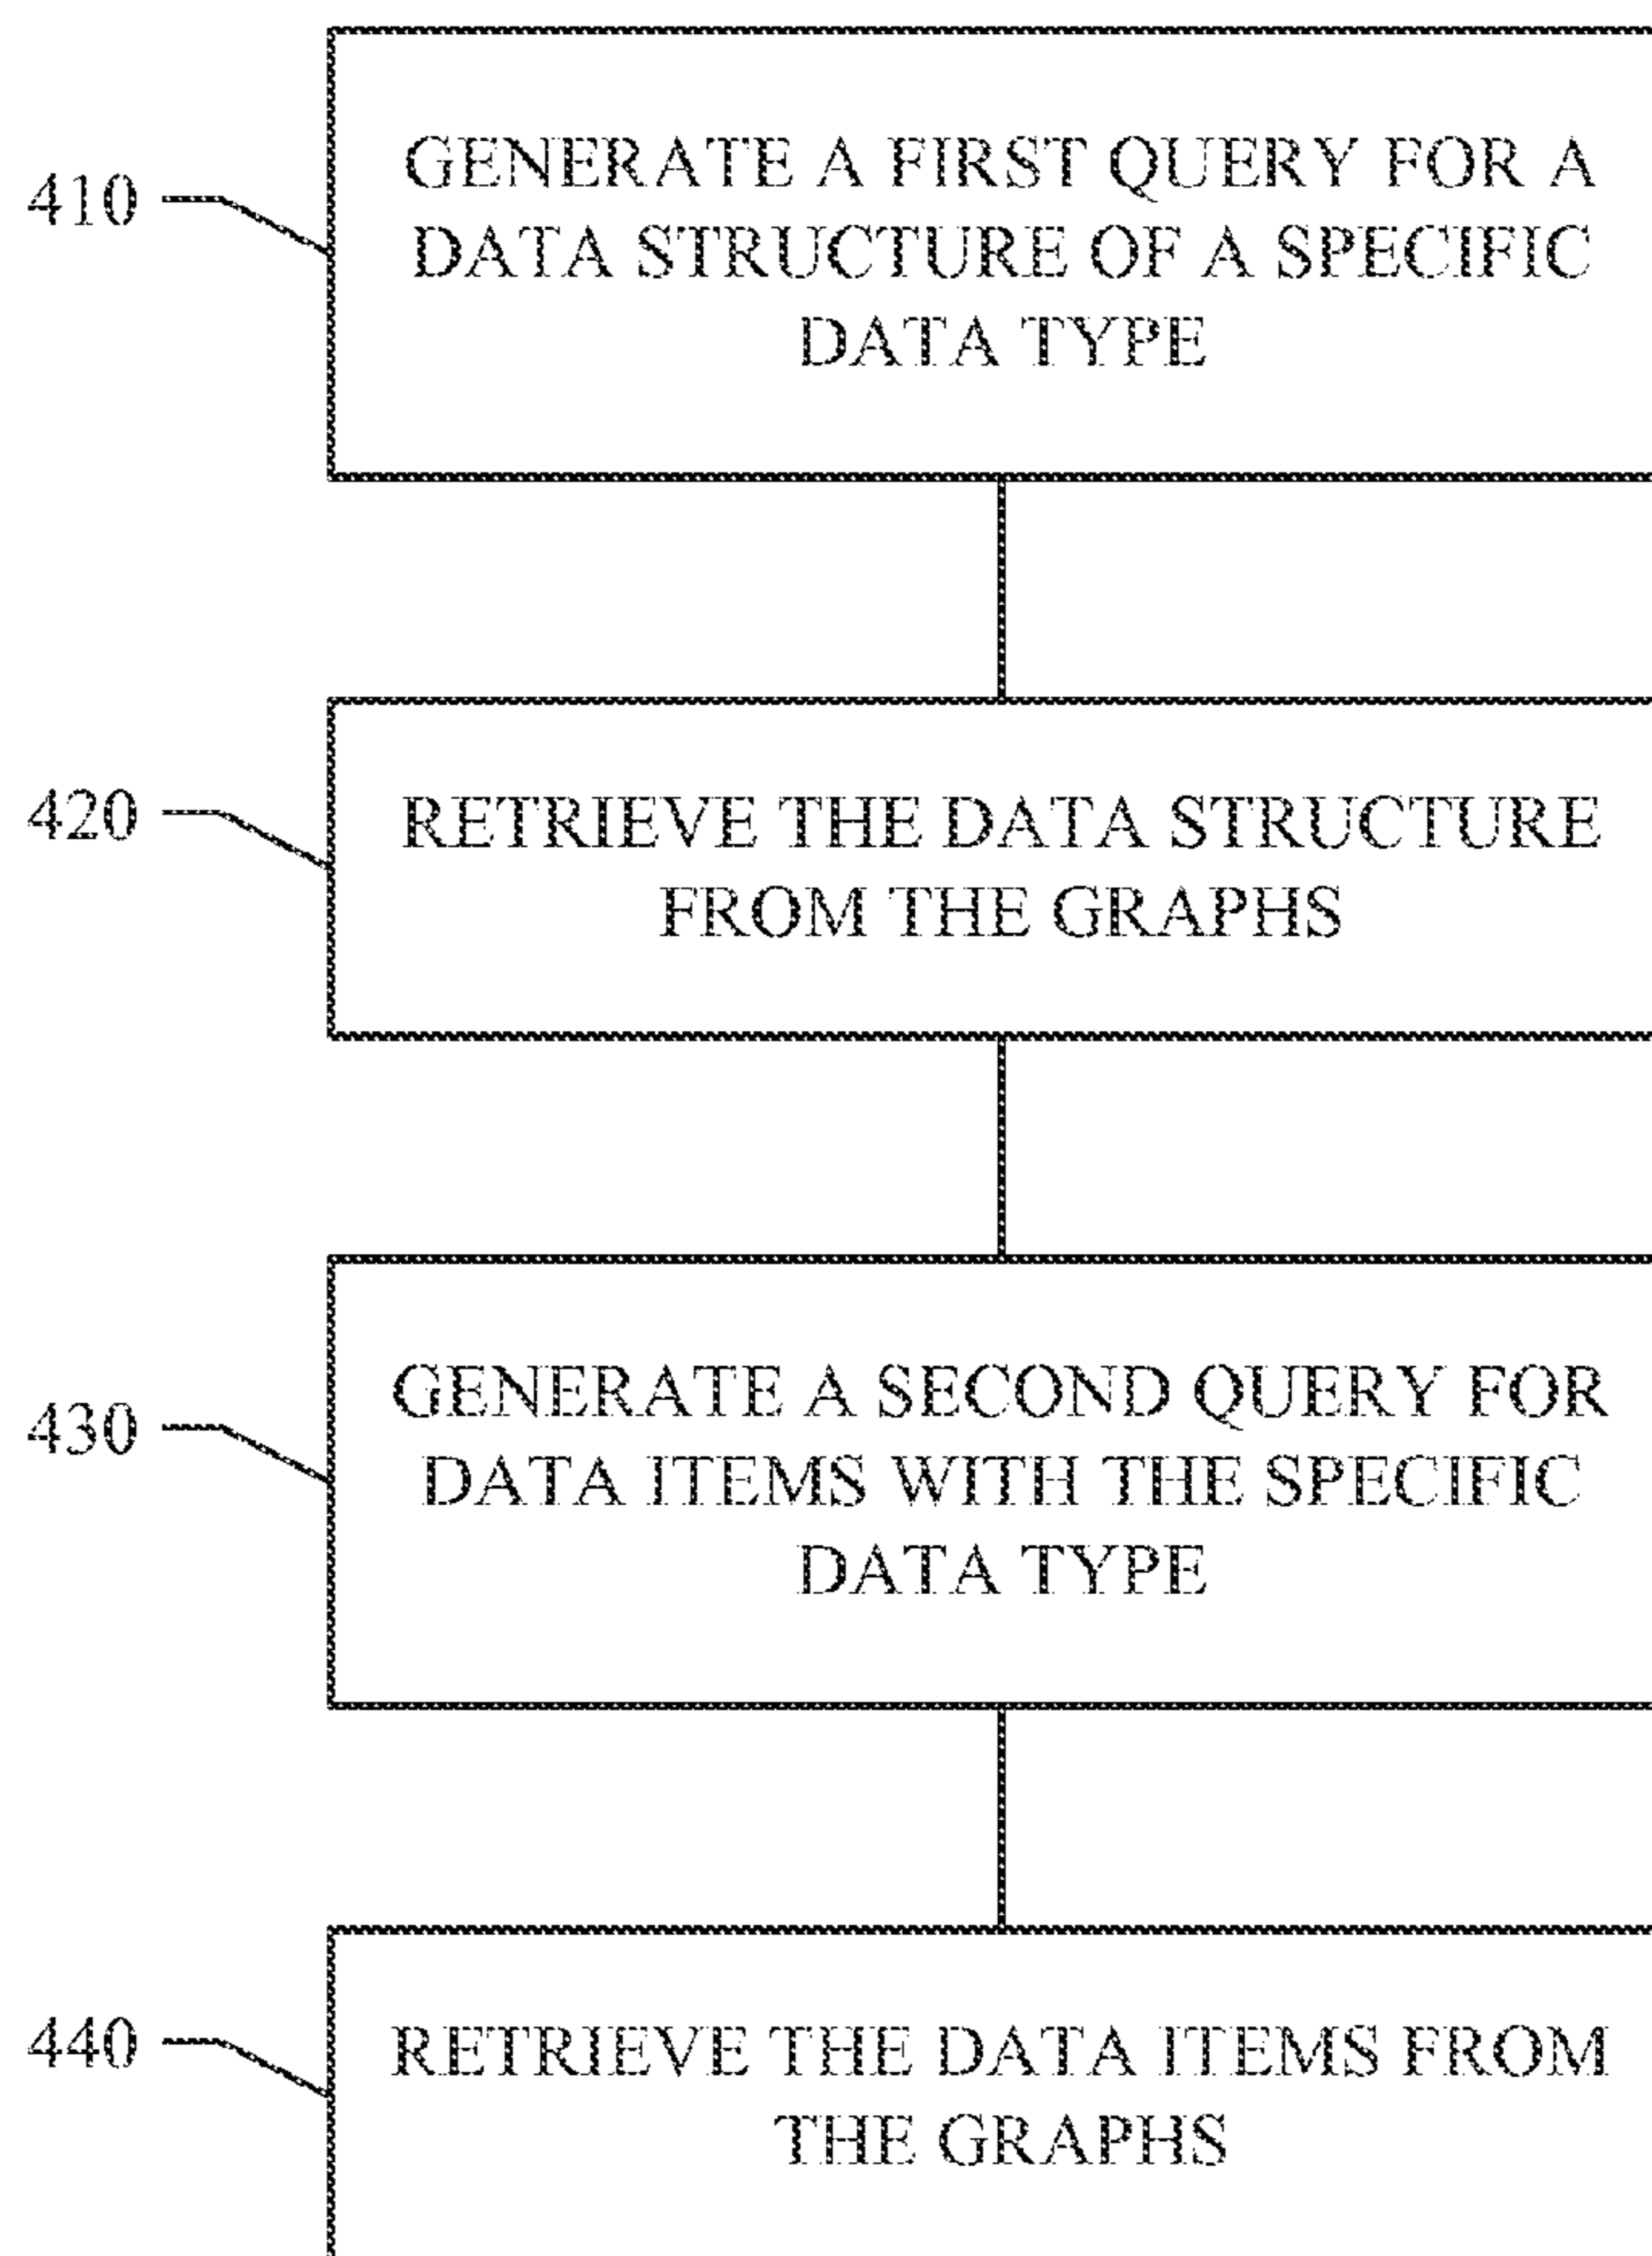 410
GENERATE A FIRST QUERY FOR A
DATA STRUCTURE OF A SPECIFIC
DATA TYPE
420
RETRIEVE THE DATA STRUCTURE
FROM THE GRAPHS
430
GENERATE A SECOND QUERY FOR
DATA ITEMS WITH THE SPECIFIC
DATA TYPE
440
RETRIEVE THE DATA ITEMS FROM
THE GRAPHS